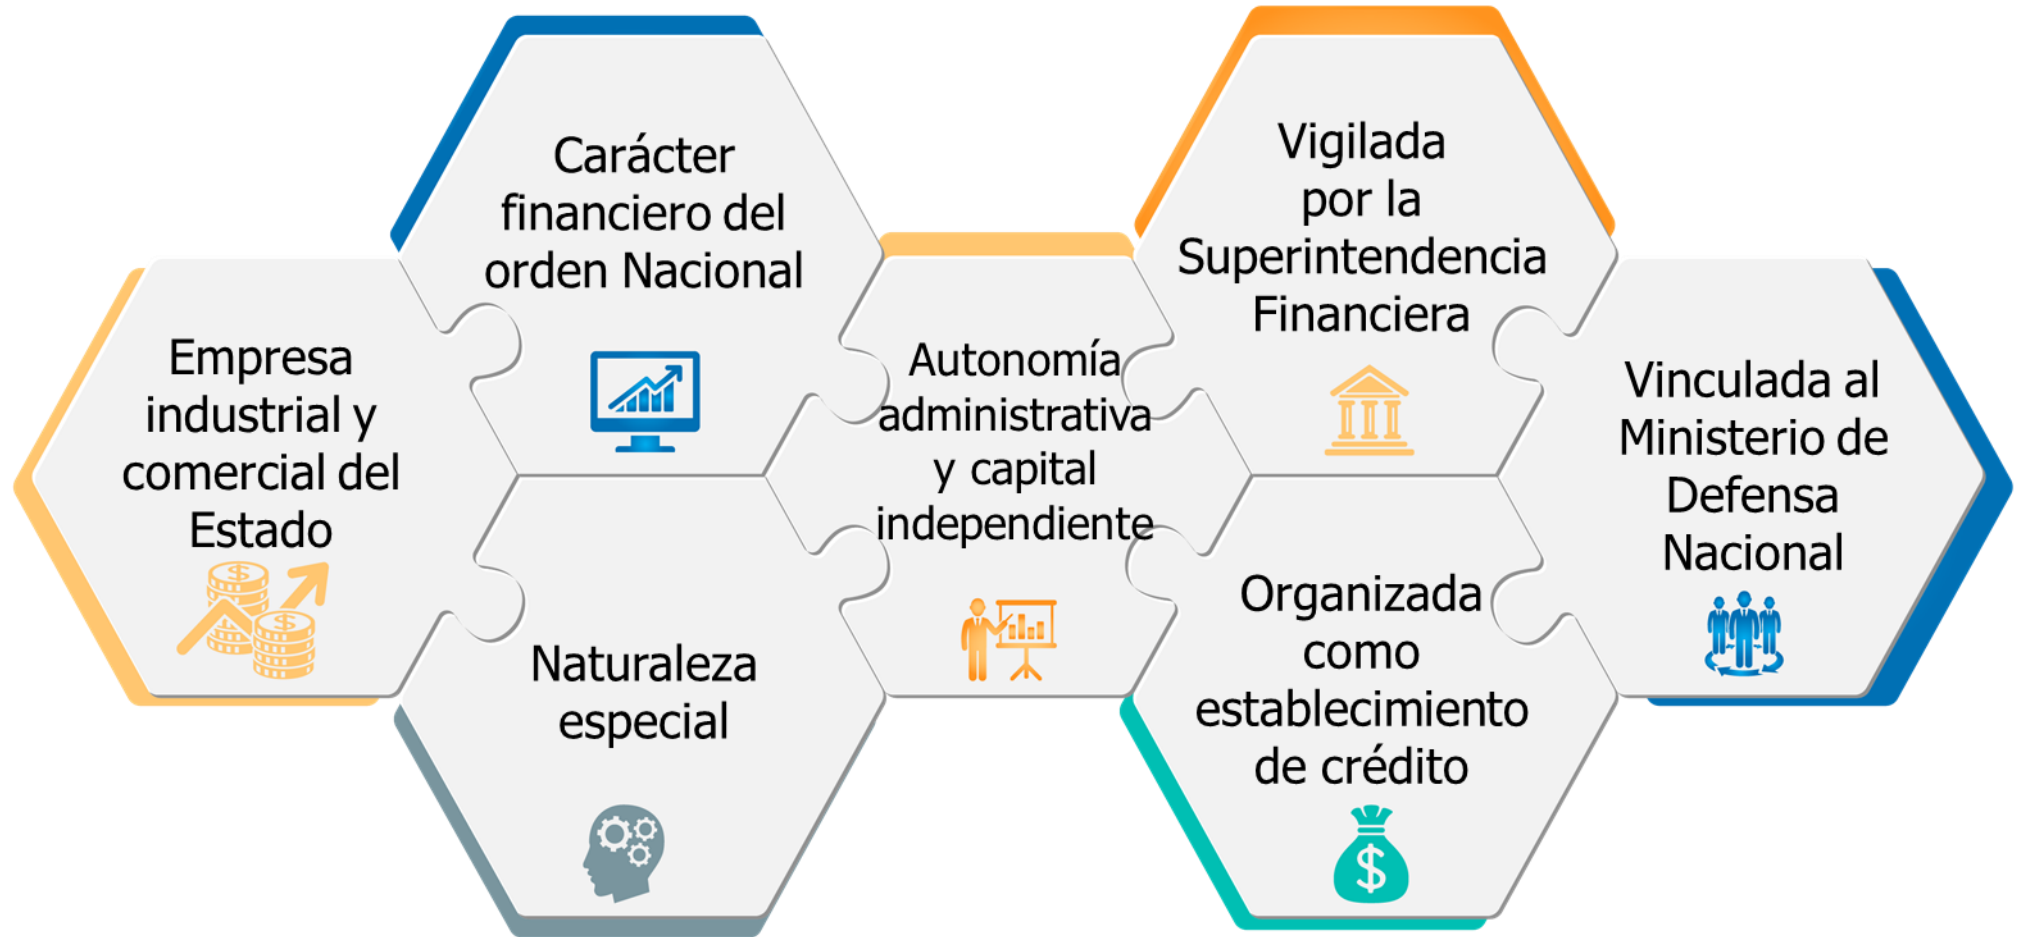 Empresa
industrial y
comercial del
Estado
Carácter
financiero del
orden Nacional
Naturaleza
especial
Autonomía
administrativa
y capital
independiente
Vigilada
por la
Superintendencia
Financiera
Organizada
como
establecimiento
de crédito
Vinculada al
Ministerio de
Defensa
Nacional